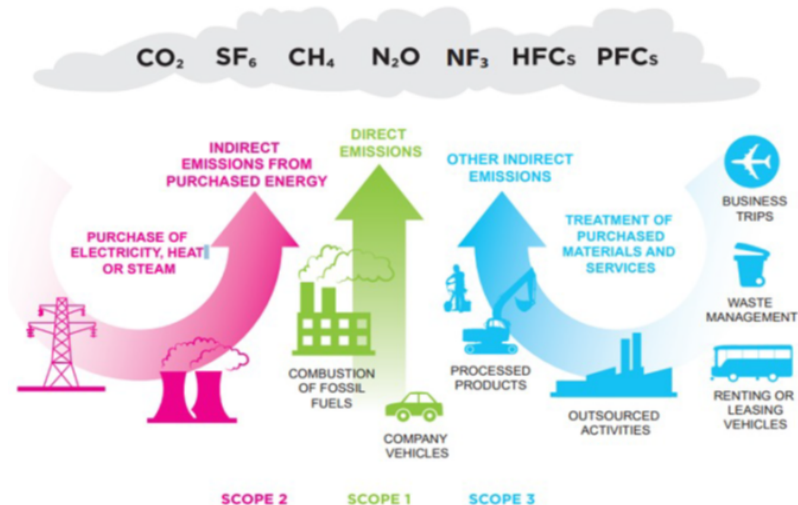 CO₂ SF₆ CH₄ N₂O NF₃ HFCs PFCs
INDIRECT
EMISSIONS FROM
PURCHASED ENERGY
DIRECT
EMISSIONS
OTHER INDIRECT
EMISSIONS
PURCHASE OF
ELECTRICITY, HEAT
OR STEAM
TREATMENT OF
PURCHASED
MATERIALS AND
SERVICES
BUSINESS
TRIPS
WASTE
MANAGEMENT
COMBUSTION
OF FOSSIL
FUELS
COMPANY
VEHICLES
PROCESSED
PRODUCTS
OUTSOURCED
ACTIVITIES
RENTING OR
LEASING
VEHICLES
SCOPE 2 SCOPE 1 SCOPE 3